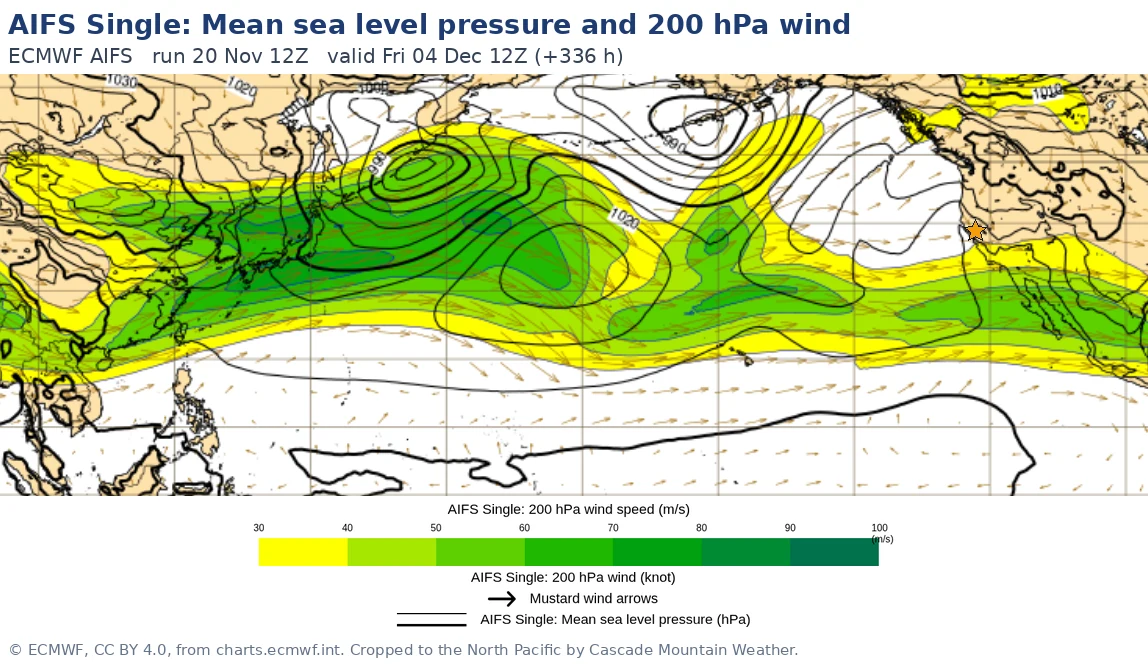 AIFS Single: Mean sea level pressure and 200 hPa wind
ECMWF AIFS run 20 Nov 12Z valid Fri 04 Dec 12Z (+336 h)
1030
1020
1010
1000
1010
990
990
1020
AIFS Single: 200 hPa wind speed (m/s)
30 40 50 60 70 80 90 100
(m/s)
AIFS Single: 200 hPa wind (knot)
Mustard wind arrows
AIFS Single: Mean sea level pressure (hPa)
© ECMWF, CC BY 4.0, from charts.ecmwf.int. Cropped to the North Pacific by Cascade Mountain Weather.